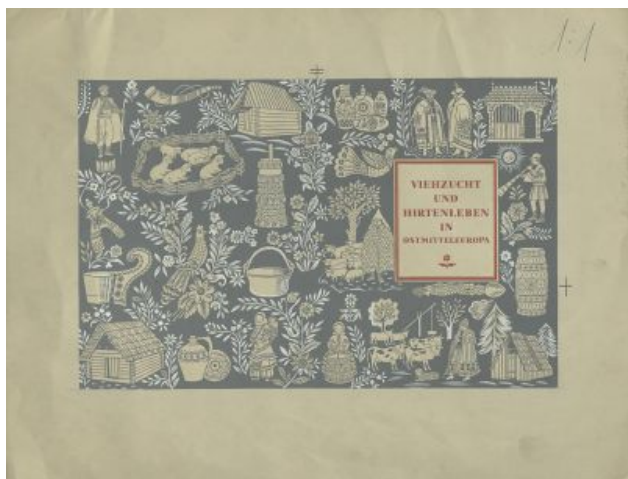 1:1
VIEHZUCHT
UND
HIRTENLEBEN
IN
OSTMITTELEUROPA